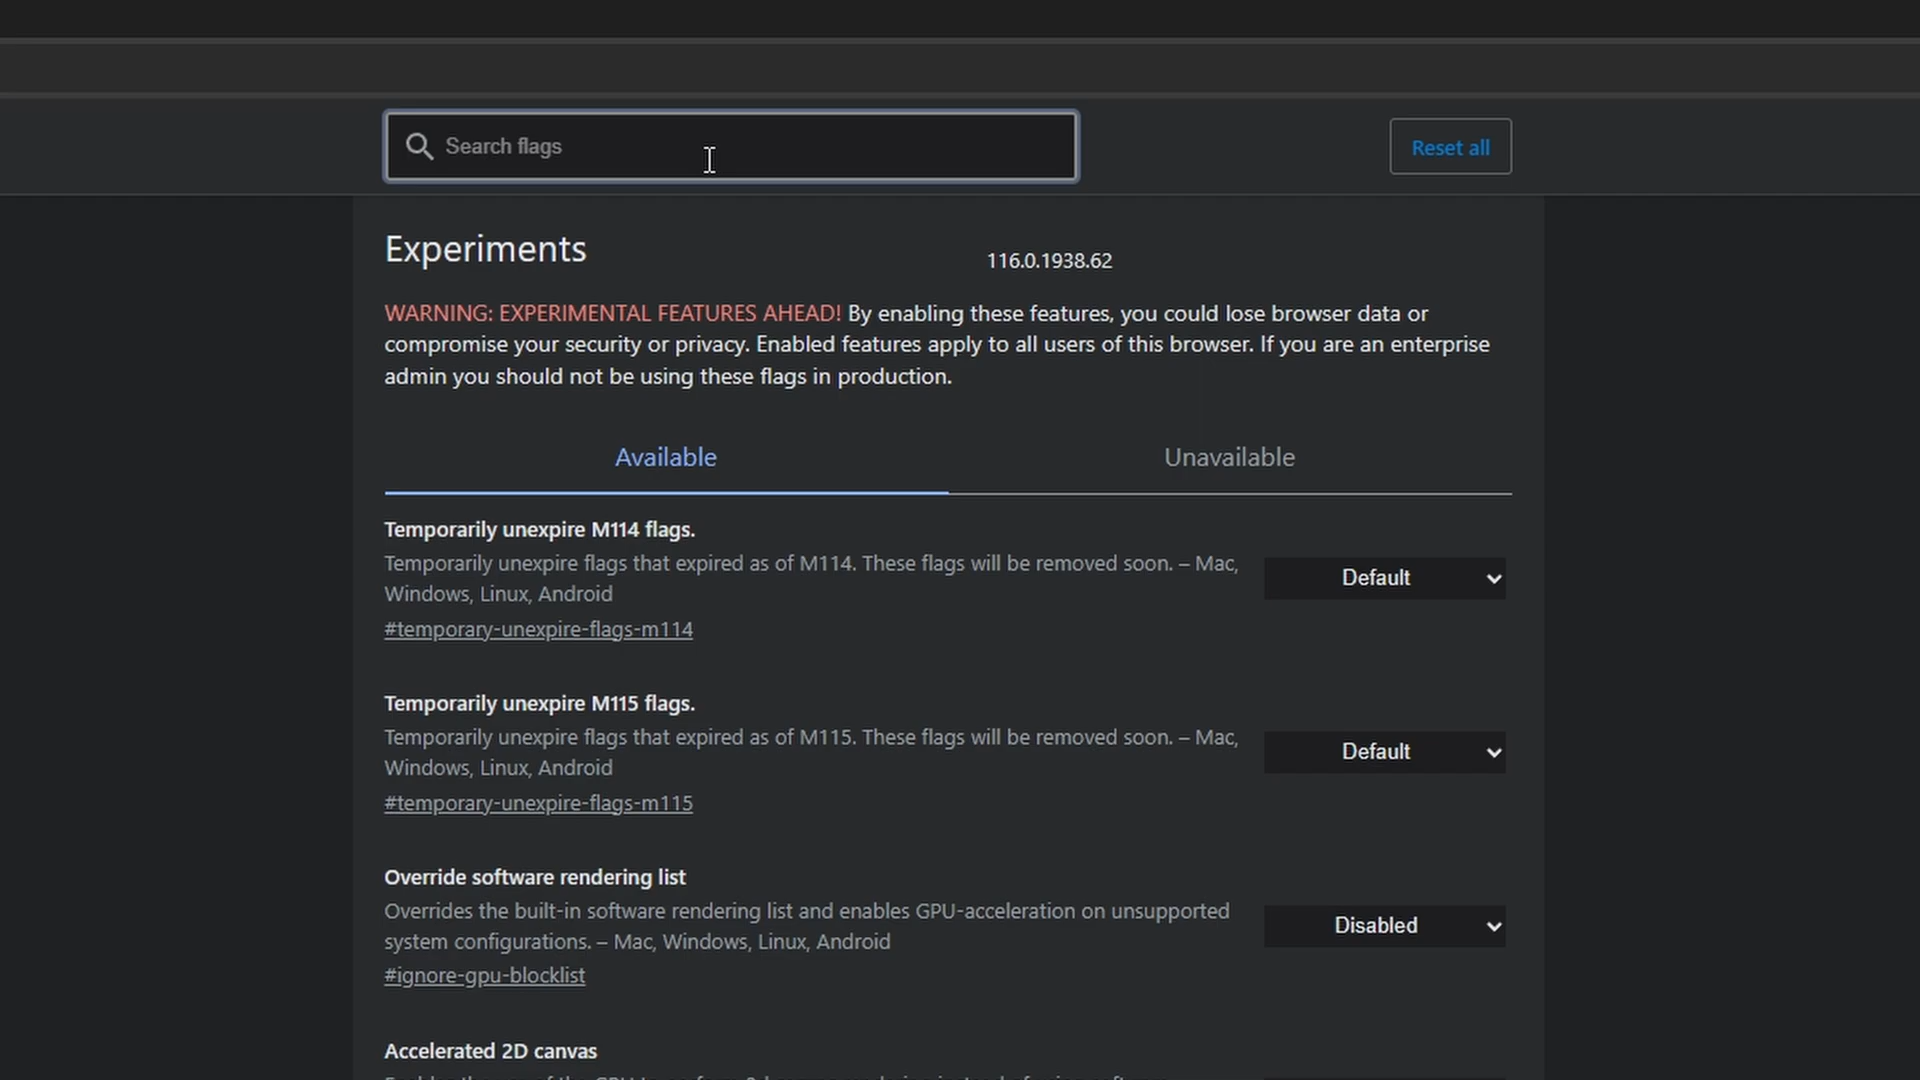 Search flags
Reset all
Experiments
116.0.1938.62
WARNING: EXPERIMENTAL FEATURES AHEAD! By enabling these features, you could lose browser data or
compromise your security or privacy. Enabled features apply to all users of this browser. If you are an enterprise
admin you should not be using these flags in production.
Available
Unavailable
Temporarily unexpire M114 flags.
Temporarily unexpire flags that expired as of M114. These flags will be removed soon. – Mac,
Windows, Linux, Android
Default
#temporary-unexpire-flags-m114
Temporarily unexpire M115 flags.
Temporarily unexpire flags that expired as of M115. These flags will be removed soon. – Mac,
Windows, Linux, Android
Default
#temporary-unexpire-flags-m115
Override software rendering list
Overrides the built-in software rendering list and enables GPU-acceleration on unsupported
system configurations. – Mac, Windows, Linux, Android
Disabled
#ignore-gpu-blocklist
Accelerated 2D canvas